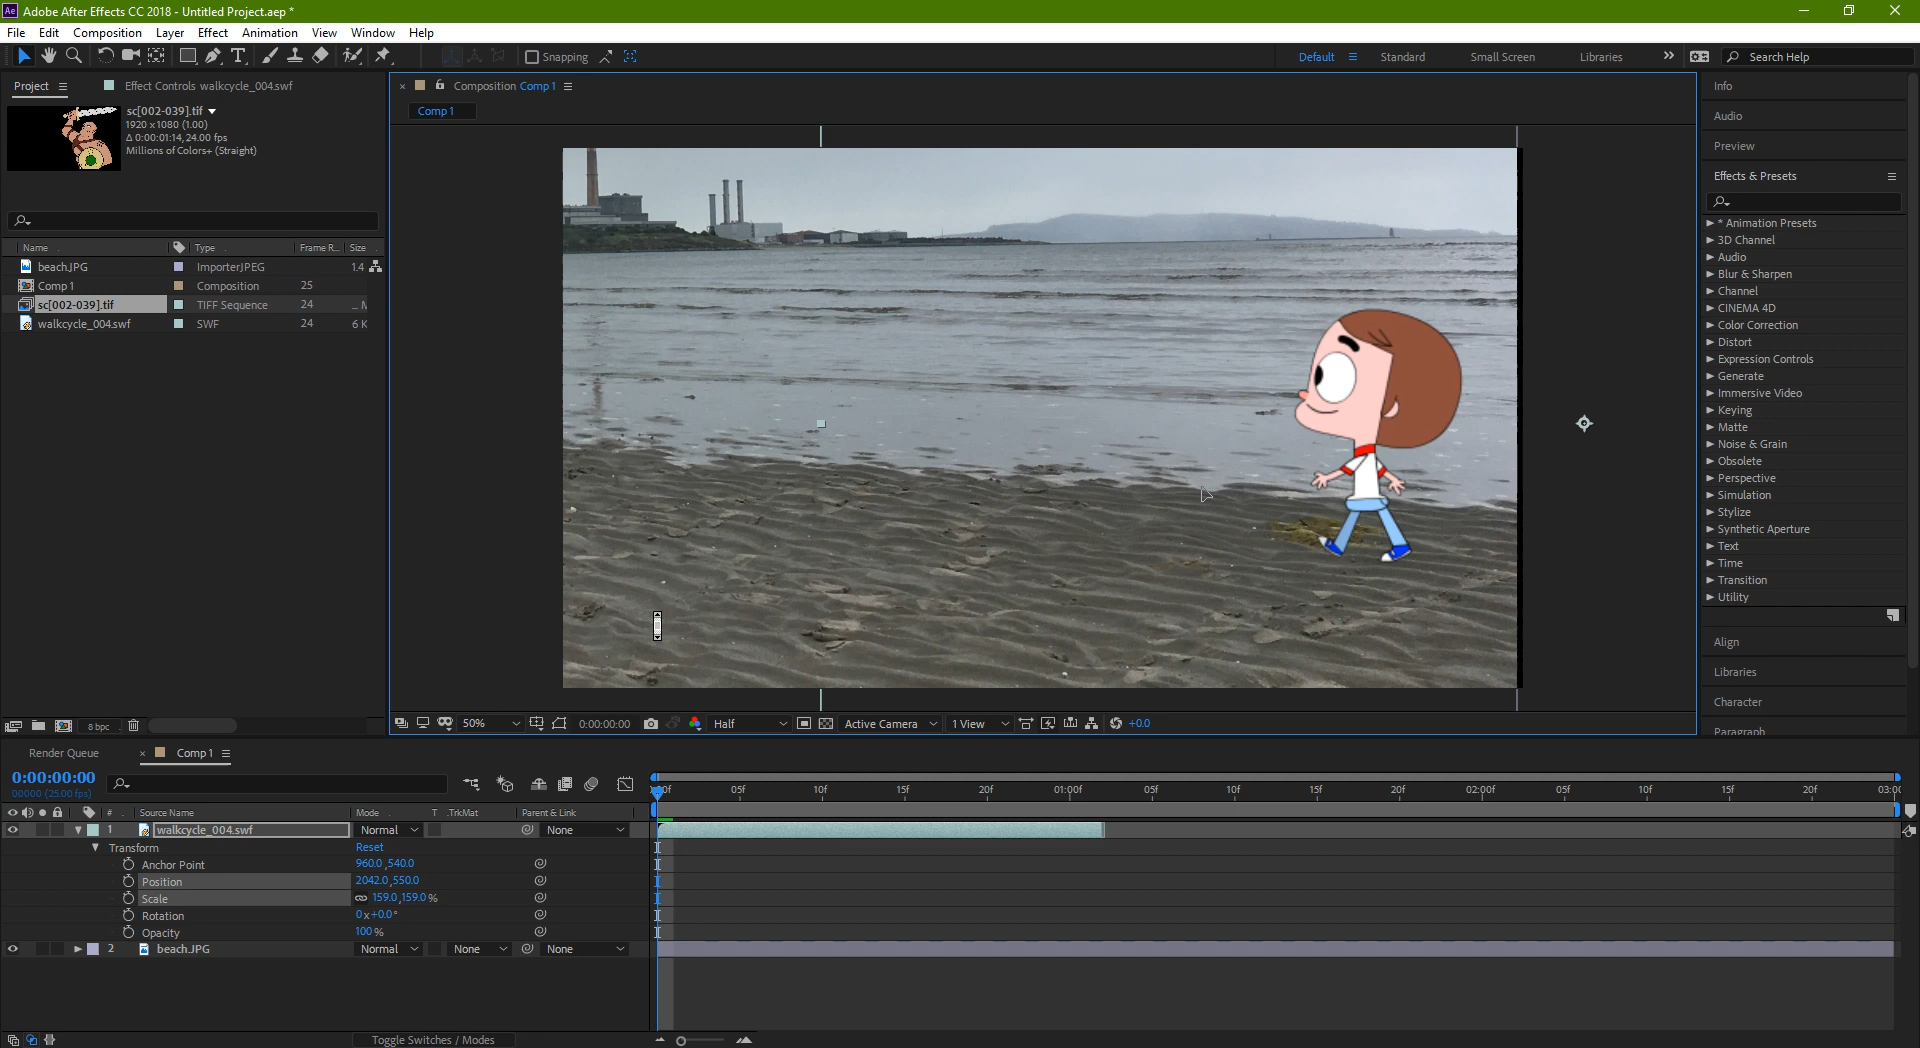 Ae Adobe After Effects CC 2018 - Untitled Project.aep *
File Edit Composition Layer Effect Animation View Window Help
T Snapping Default Standard Small Screen Libraries Search Help
Project Effect Controls walkcycle_004.swf
sc[002-039].tif
1920 x1080 (1.00)
Δ 0:00:01:14, 24.00 fps
Millions of Colors+ (Straight)
Name Type Frame R... Size
beach.JPG ImporterJPEG 1.4
Comp 1 Composition 25
sc[002-039].tif TIFF Sequence 24 ... M
walkcycle_004.swf SWF 24 6 K
8 bpc
Composition Comp 1
Comp 1
50% 0:00:00:00 Half Active Camera 1 View +0.0
Info
Audio
Preview
Effects & Presets
* Animation Presets
3D Channel
Audio
Blur & Sharpen
Channel
CINEMA 4D
Color Correction
Distort
Expression Controls
Generate
Immersive Video
Keying
Matte
Noise & Grain
Obsolete
Perspective
Simulation
Stylize
Synthetic Aperture
Text
Time
Transition
Utility
Align
Libraries
Character
Paragraph
Render Queue Comp 1
0:00:00:00
00000 (25.00 fps)
05f 10f 15f 20f 01:00f 05f 10f 15f 20f 02:00f 05f 10f 15f 20f 03:00
# Source Name Mode T .TrkMat Parent & Link
1 walkcycle_004.swf Normal None
Transform Reset
Anchor Point 960.0,540.0
Position 2042.0,550.0
Scale 159.0,159.0 %
Rotation 0x+0.0°
Opacity 100 %
2 beach.JPG Normal None None
Toggle Switches / Modes